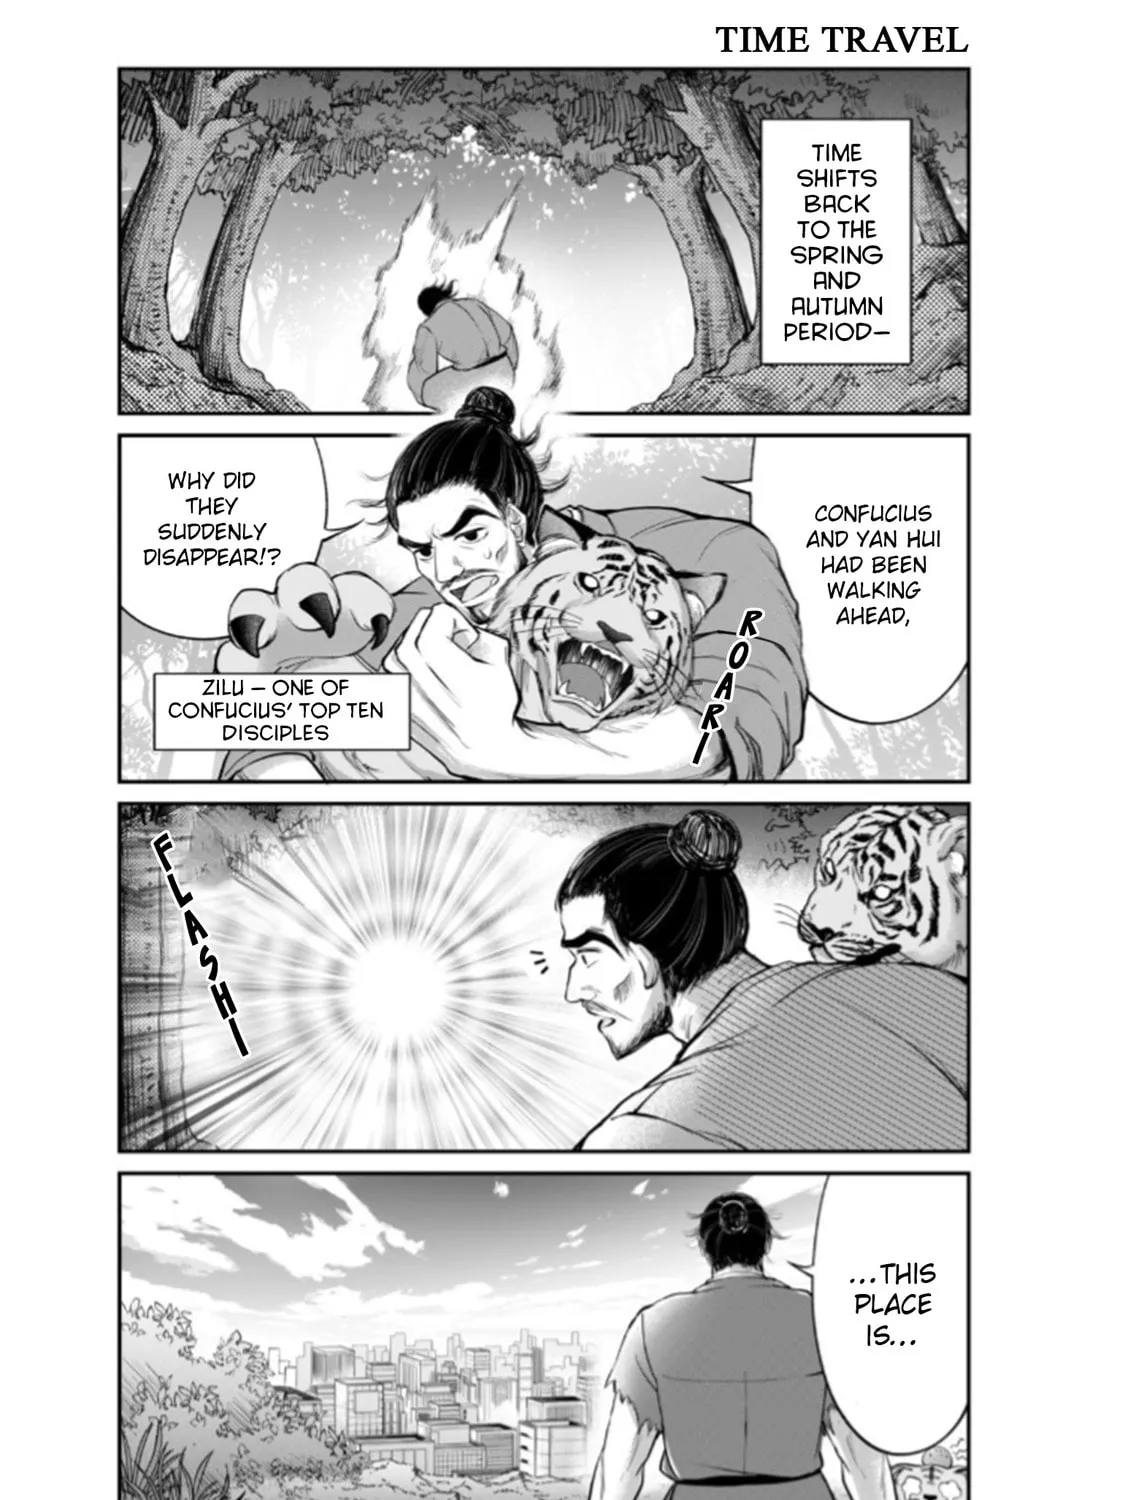 TIME TRAVEL
TIME
SHIFTS
BACK
TO THE
SPRING
AND
AUTUMN
PERIOD—
CONFUCIUS
AND YAN HUI
HAD BEEN
WALKING
AHEAD,
WHY DID
THEY
SUDDENLY
DISAPPEAR!?
ROAR!
ZILU – ONE OF
CONFUCIUS' TOP TEN
DISCIPLES
FLASH!
...THIS
PLACE
IS...